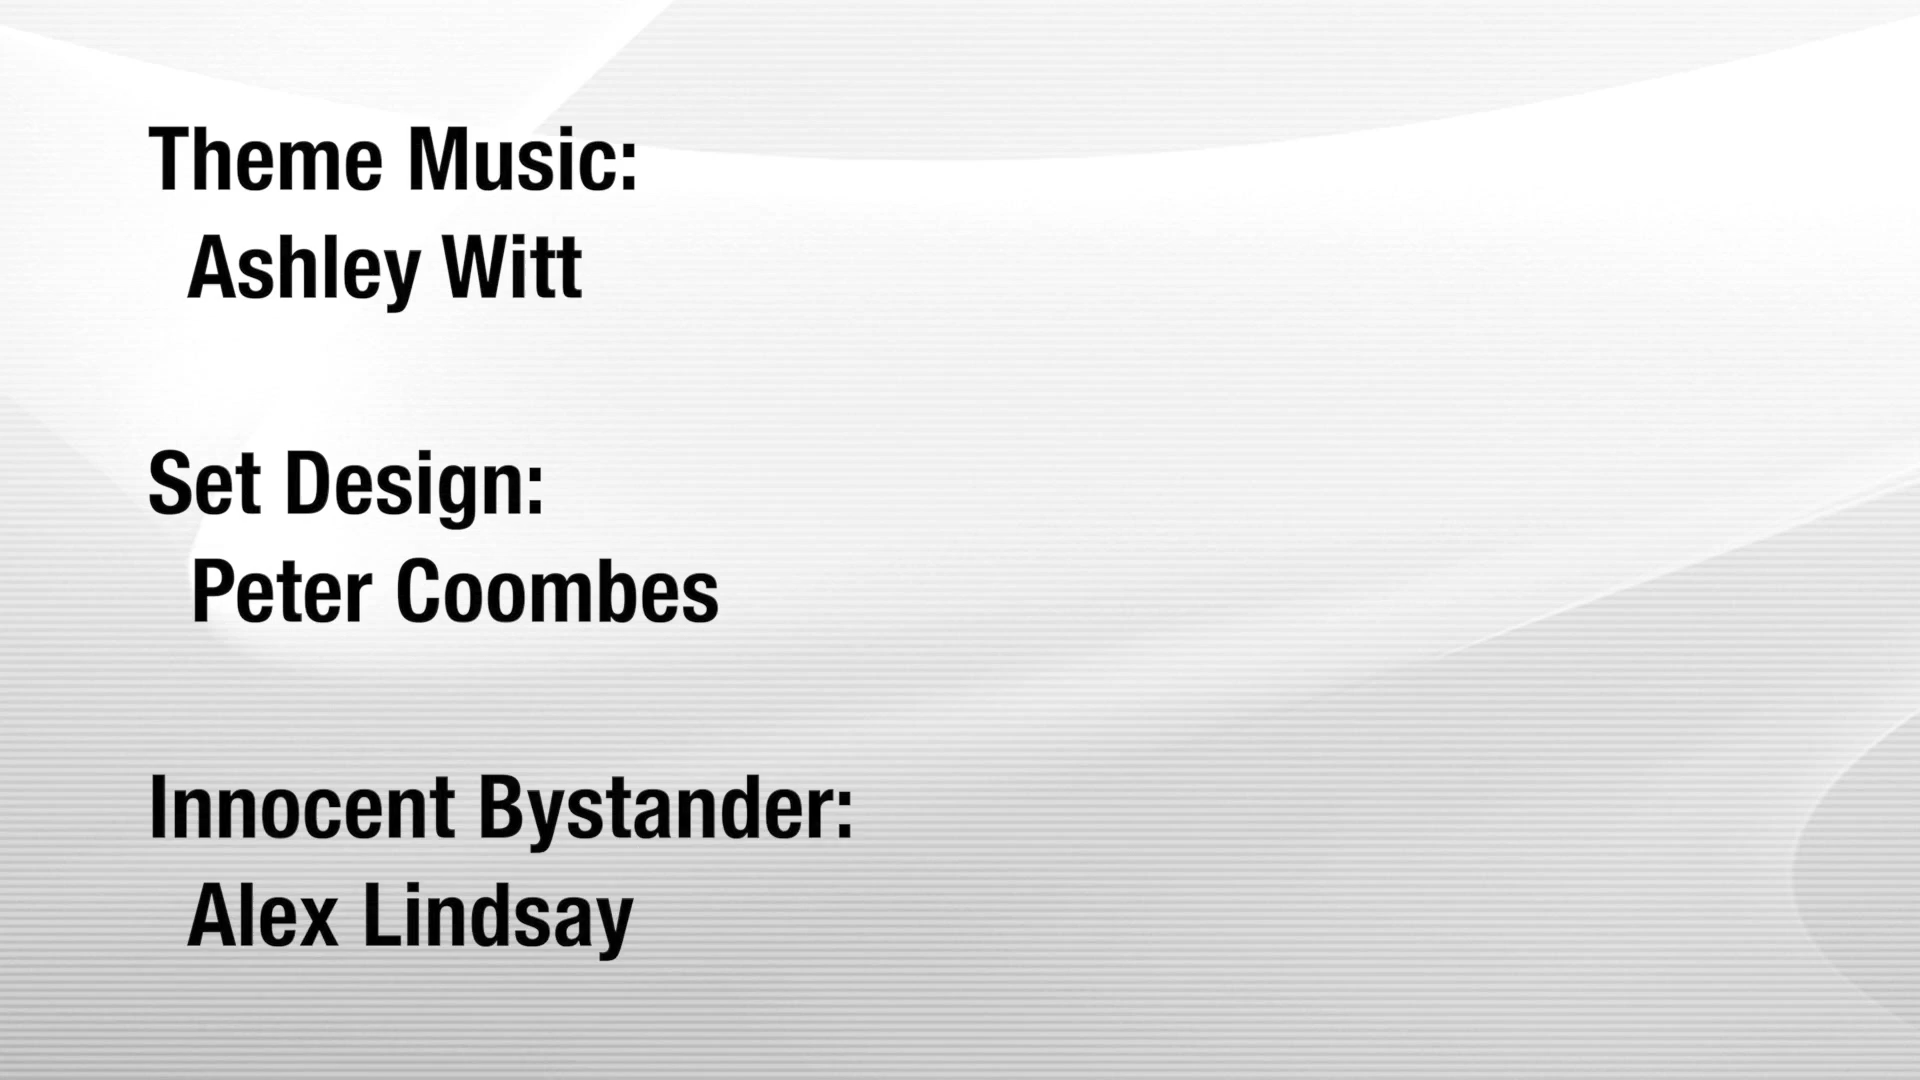 Theme Music:
Ashley Witt
Set Design:
Peter Coombes
Innocent Bystander:
Alex Lindsay